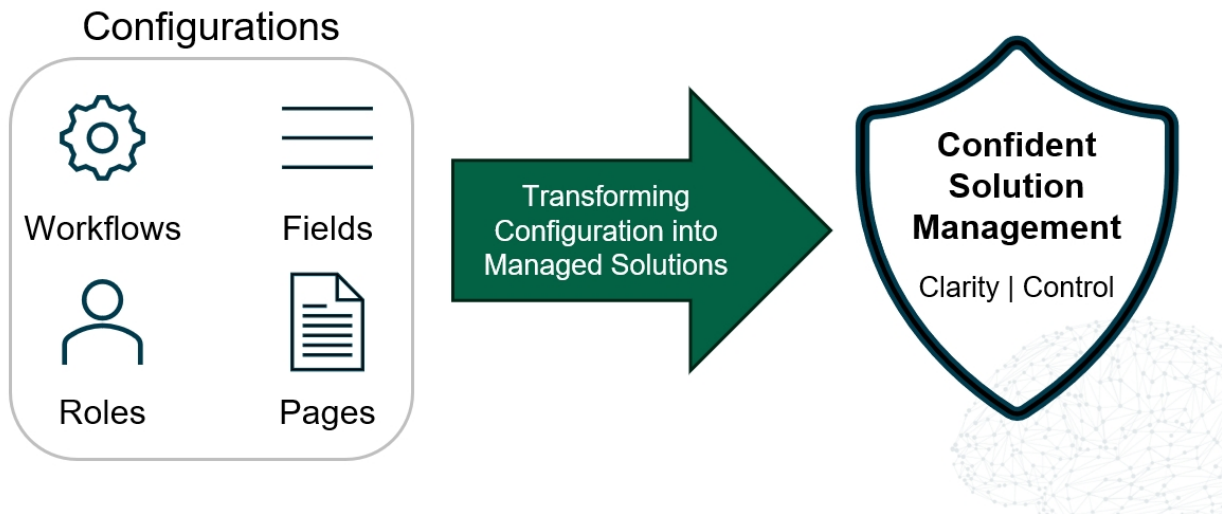 Configurations
Workflows
Fields
Roles
Pages
Transforming
Configuration into
Managed Solutions
Confident
Solution
Management
Clarity | Control